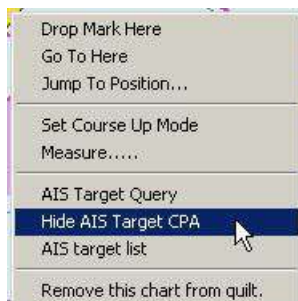 Drop Mark Here
Go To Here
Jump To Position...
Set Course Up Mode
Measure.....
AIS Target Query
Hide AIS Target CPA
AIS target list
Remove this chart from quilt.